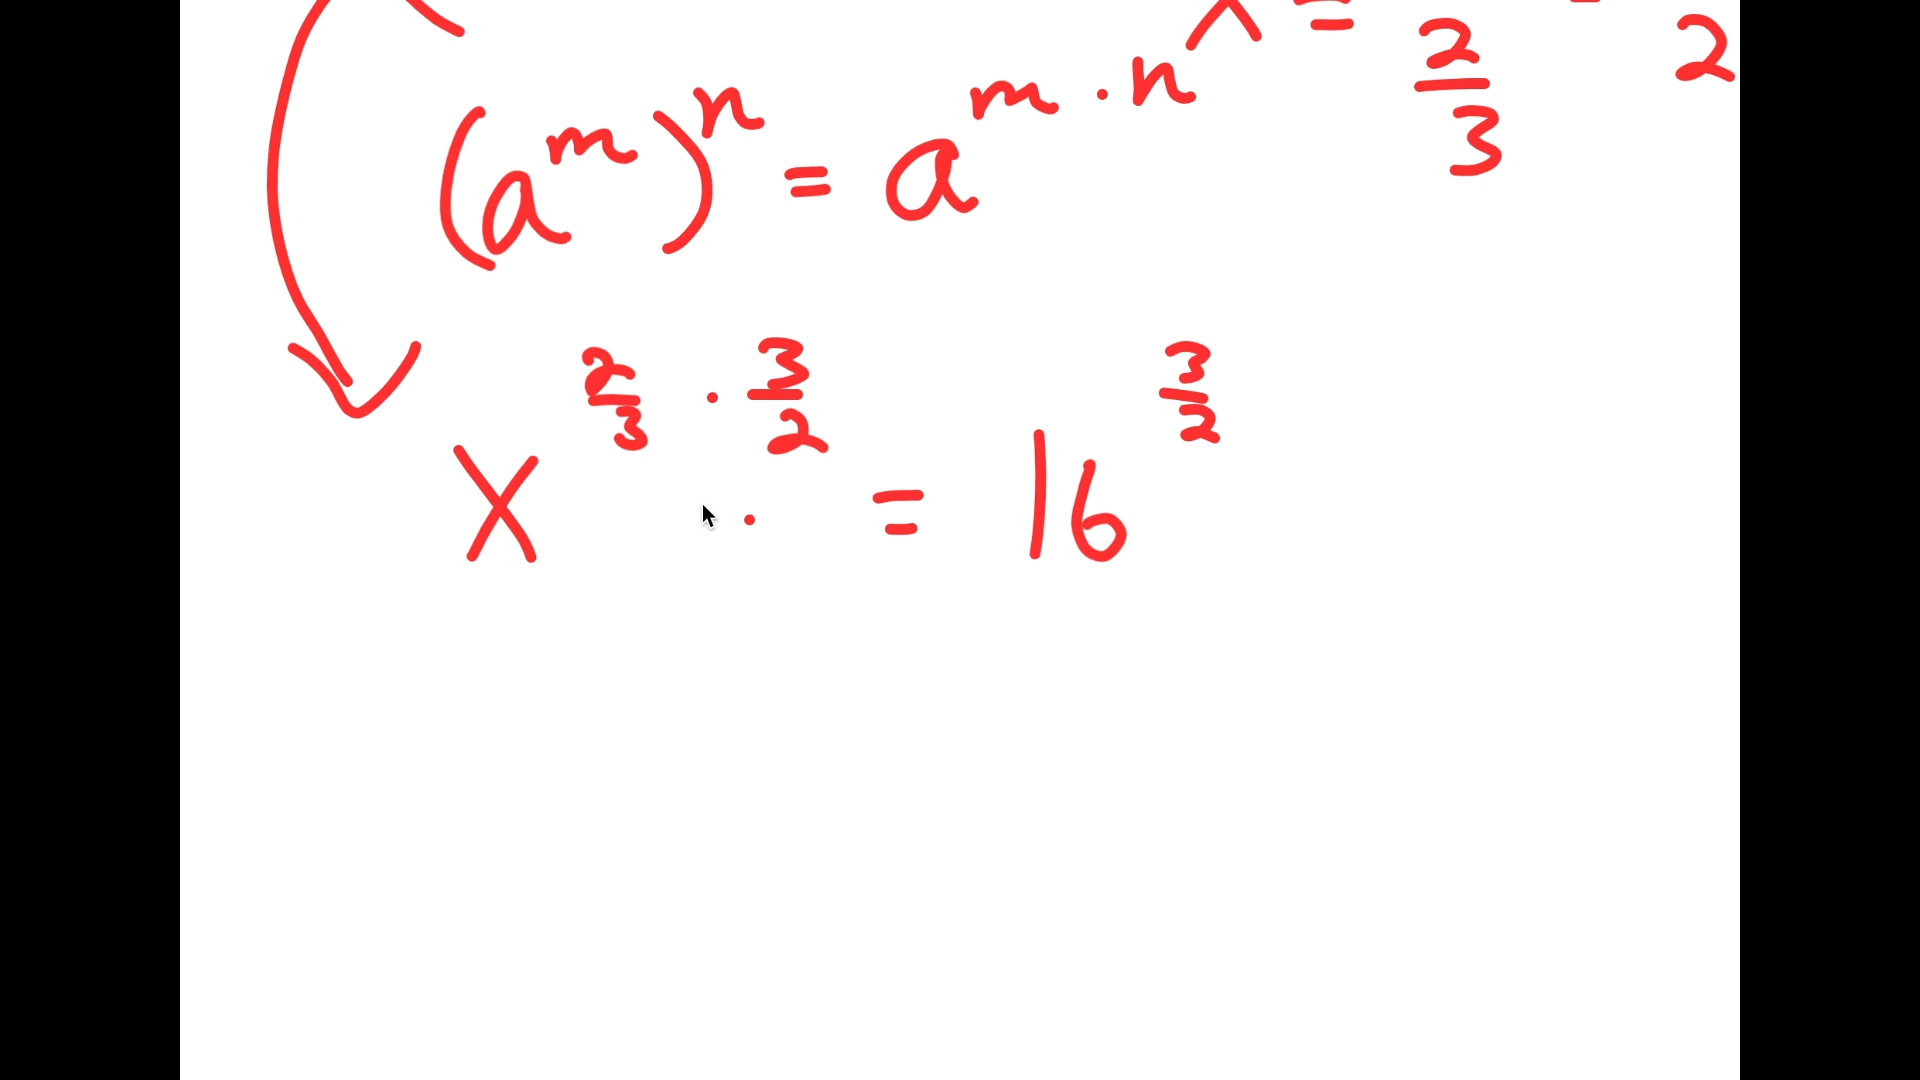 x = 2/3 2
(a^m)^n = a^m · n
x^2/3 · 3/2 = 16^3/2